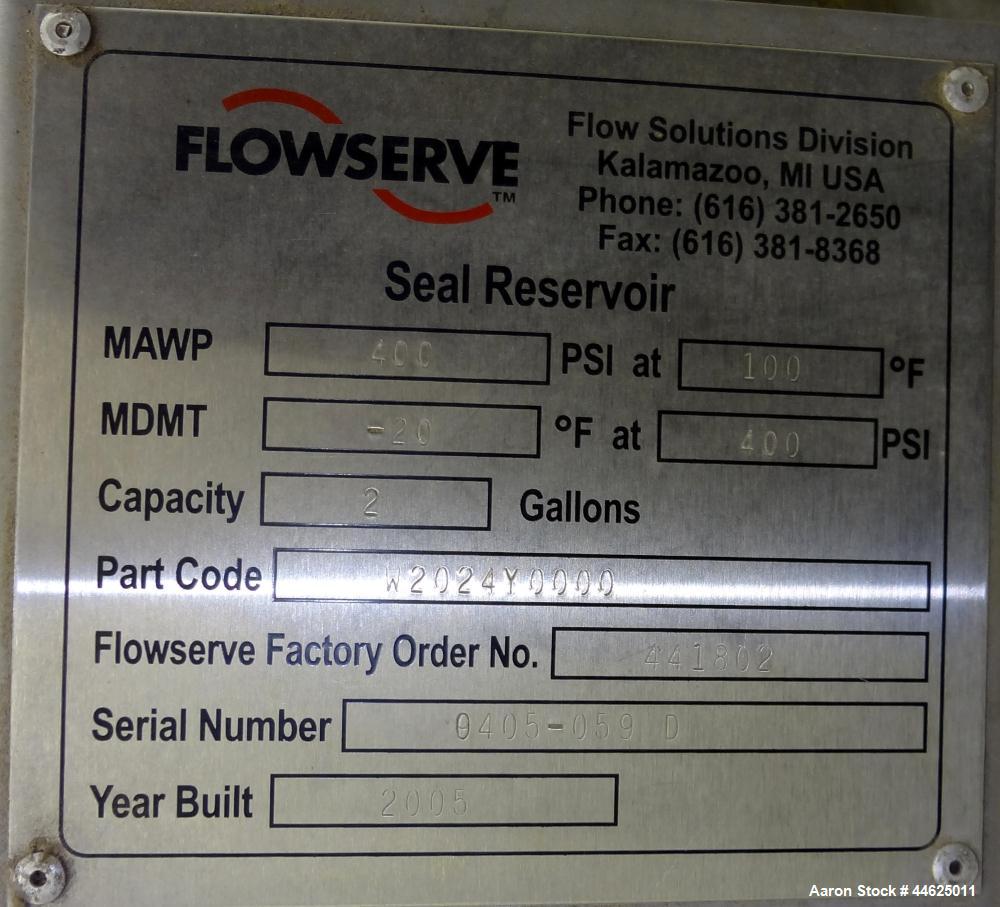 FLOWSERVE™
Flow Solutions Division
Kalamazoo, MI USA
Phone: (616) 381-2650
Fax: (616) 381-8368
Seal Reservoir
MAWP 400 PSI at 100 °F
MDMT -20 °F at 400 PSI
Capacity 2 Gallons
Part Code W2024Y0000
Flowserve Factory Order No. 441802
Serial Number 0405-059 D
Year Built 2005
Aaron Stock # 44625011